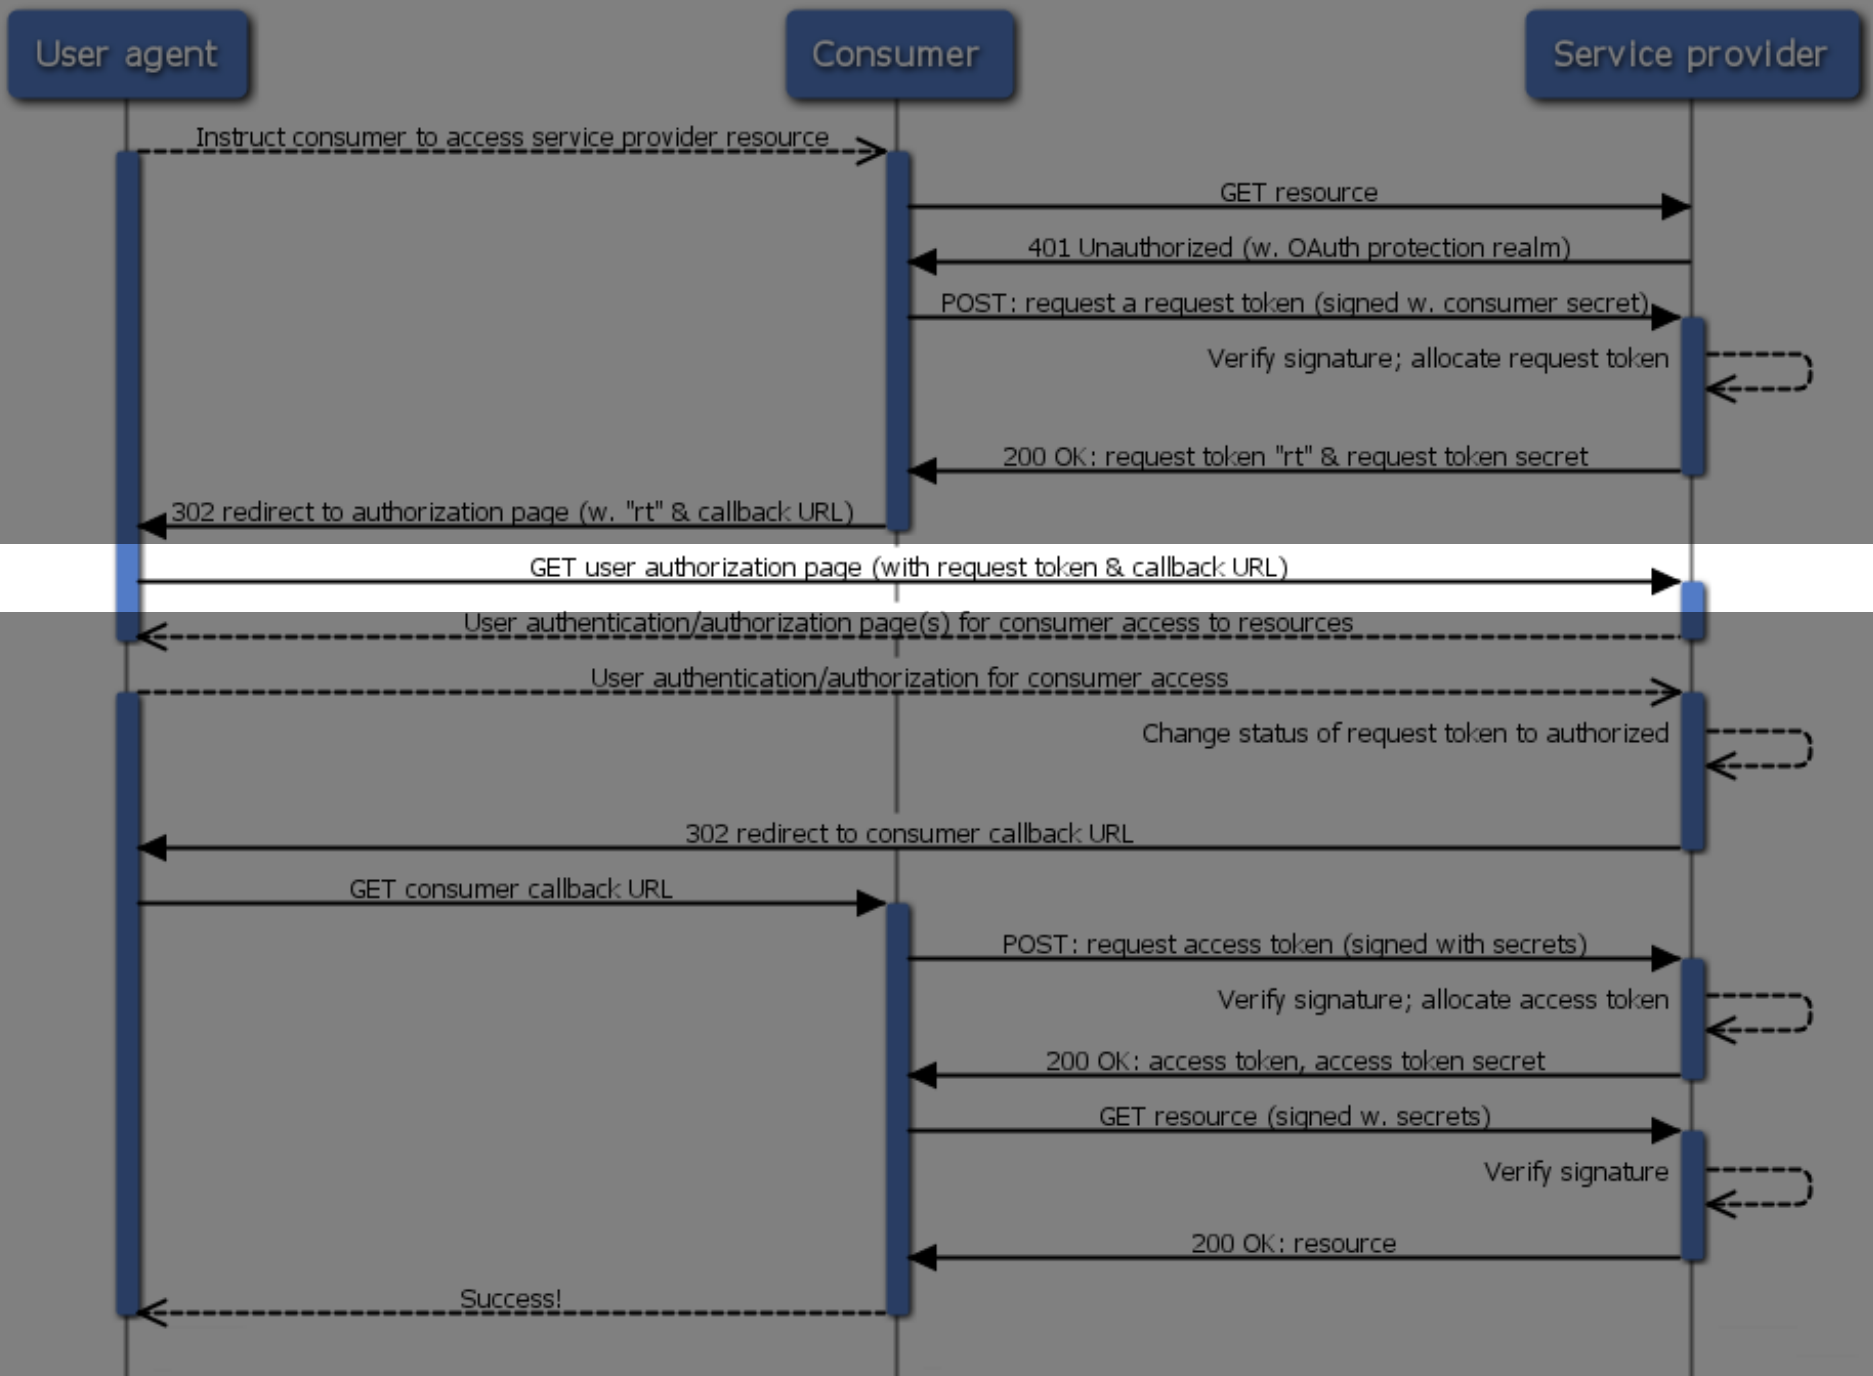 User agent
Consumer
Service provider
Instruct consumer to access service provider resource
GET resource
401 Unauthorized (w. OAuth protection realm)
POST: request a request token (signed w. consumer secret)
Verify signature; allocate request token
200 OK: request token "rt" & request token secret
302 redirect to authorization page (w. "rt" & callback URL)
GET user authorization page (with request token & callback URL)
User authentication/authorization page(s) for consumer access to resources
User authentication/authorization for consumer access
Change status of request token to authorized
302 redirect to consumer callback URL
GET consumer callback URL
POST: request access token (signed with secrets)
Verify signature; allocate access token
200 OK: access token, access token secret
GET resource (signed w. secrets)
Verify signature
200 OK: resource
Success!